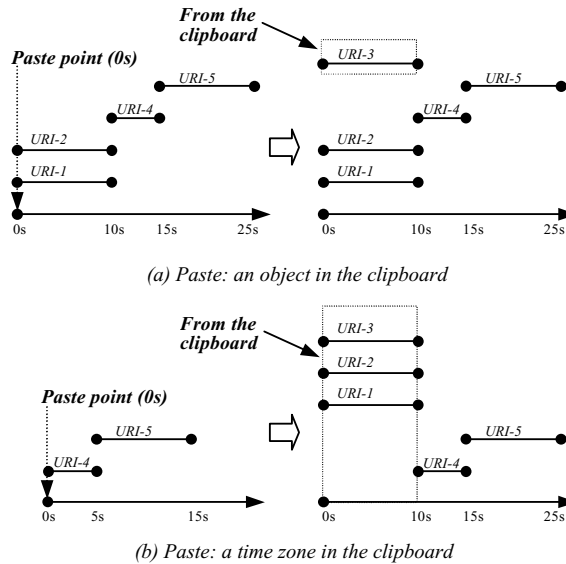 From the
clipboard
Paste point (0s)
URI-3
URI-5
URI-5
URI-4
URI-4
URI-2
URI-2
URI-1
URI-1
0s 10s 15s 25s
0s 10s 15s 25s
(a) Paste: an object in the clipboard
From the
clipboard
URI-3
URI-2
Paste point (0s)
URI-1
URI-5
URI-5
URI-4
URI-4
0s 5s 15s
0s 10s 15s 25s
(b) Paste: a time zone in the clipboard